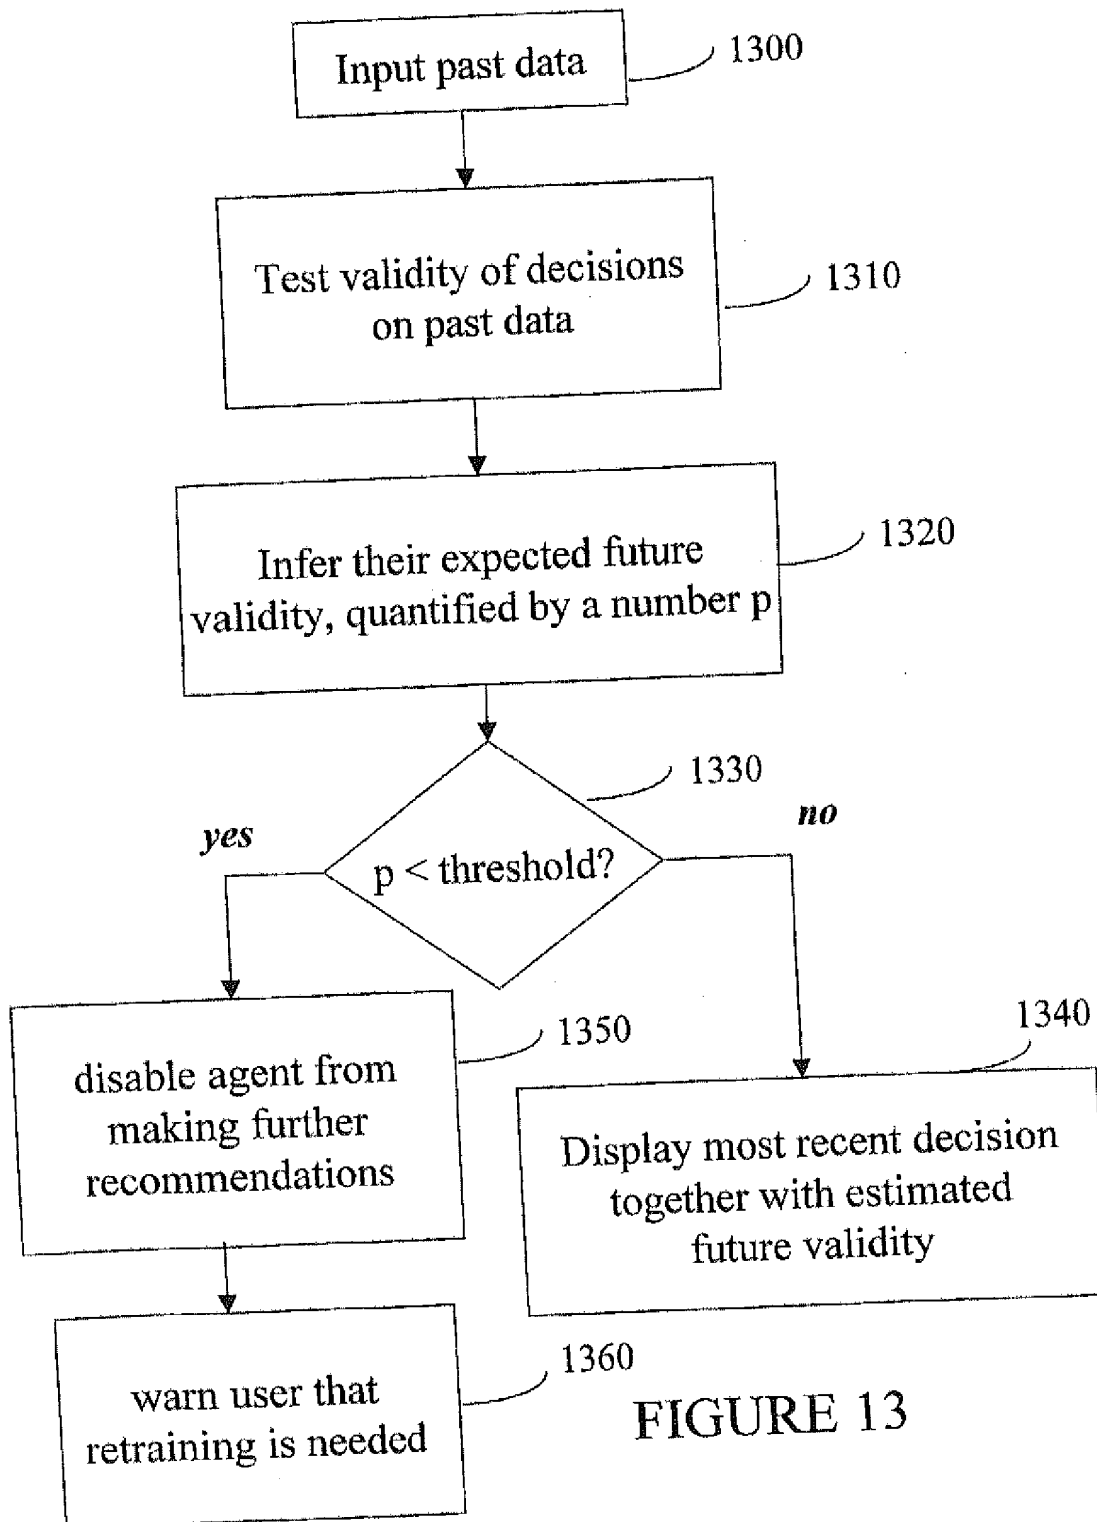 Input past data
1300
Test validity of decisions
on past data
1310
Infer their expected future
validity, quantified by a number p
1320
1330
yes
no
p < threshold?
disable agent from
making further
recommendations
1350
1340
Display most recent decision
together with estimated
future validity
warn user that
retraining is needed
1360
FIGURE 13